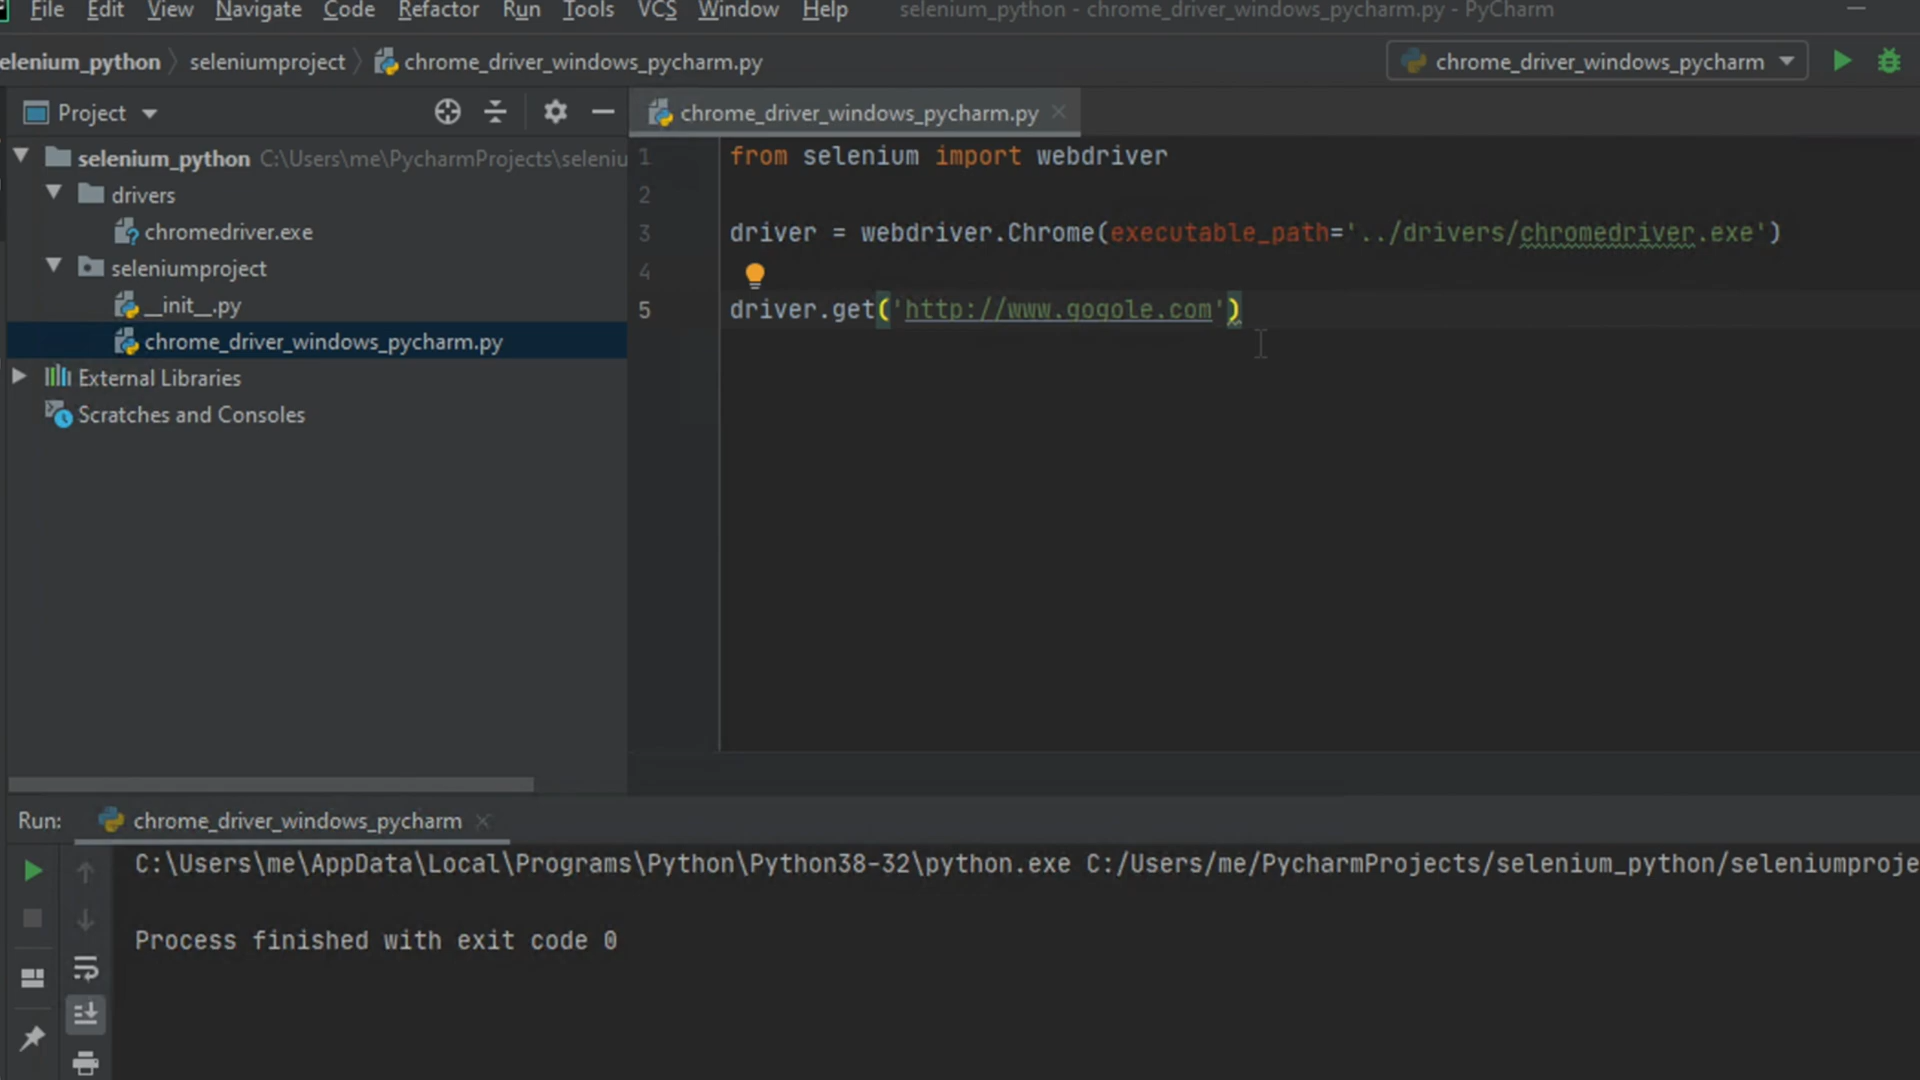 File Edit View Navigate Code Refactor Run Tools VCS Window Help selenium_python - chrome_driver_windows_pycharm.py - PyCharm
elenium_python seleniumproject chrome_driver_windows_pycharm.py chrome_driver_windows_pycharm
Project chrome_driver_windows_pycharm.py
selenium_python C:\Users\me\PycharmProjects\seleniu
drivers
chromedriver.exe
seleniumproject
__init__.py
chrome_driver_windows_pycharm.py
External Libraries
Scratches and Consoles
1 from selenium import webdriver
2
3 driver = webdriver.Chrome(executable_path='../drivers/chromedriver.exe')
4
5 driver.get('http://www.gogole.com')
Run: chrome_driver_windows_pycharm
C:\Users\me\AppData\Local\Programs\Python\Python38-32\python.exe C:/Users/me/PycharmProjects/selenium_python/seleniumproje
Process finished with exit code 0